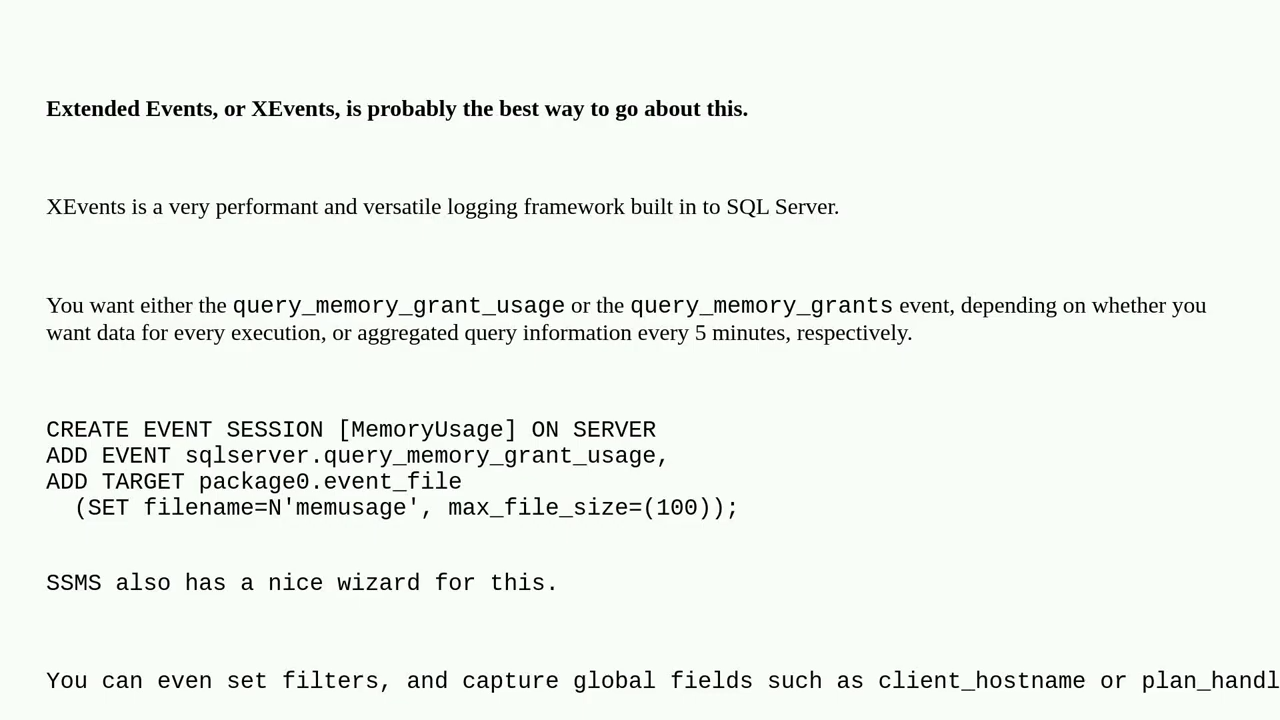 Extended Events, or XEvents, is probably the best way to go about this.
XEvents is a very performant and versatile logging framework built in to SQL Server.
You want either the query_memory_grant_usage or the query_memory_grants event, depending on whether you
want data for every execution, or aggregated query information every 5 minutes, respectively.
CREATE EVENT SESSION [MemoryUsage] ON SERVER
ADD EVENT sqlserver.query_memory_grant_usage,
ADD TARGET package0.event_file
  (SET filename=N'memusage', max_file_size=(100));
SSMS also has a nice wizard for this.
You can even set filters, and capture global fields such as client_hostname or plan_handl